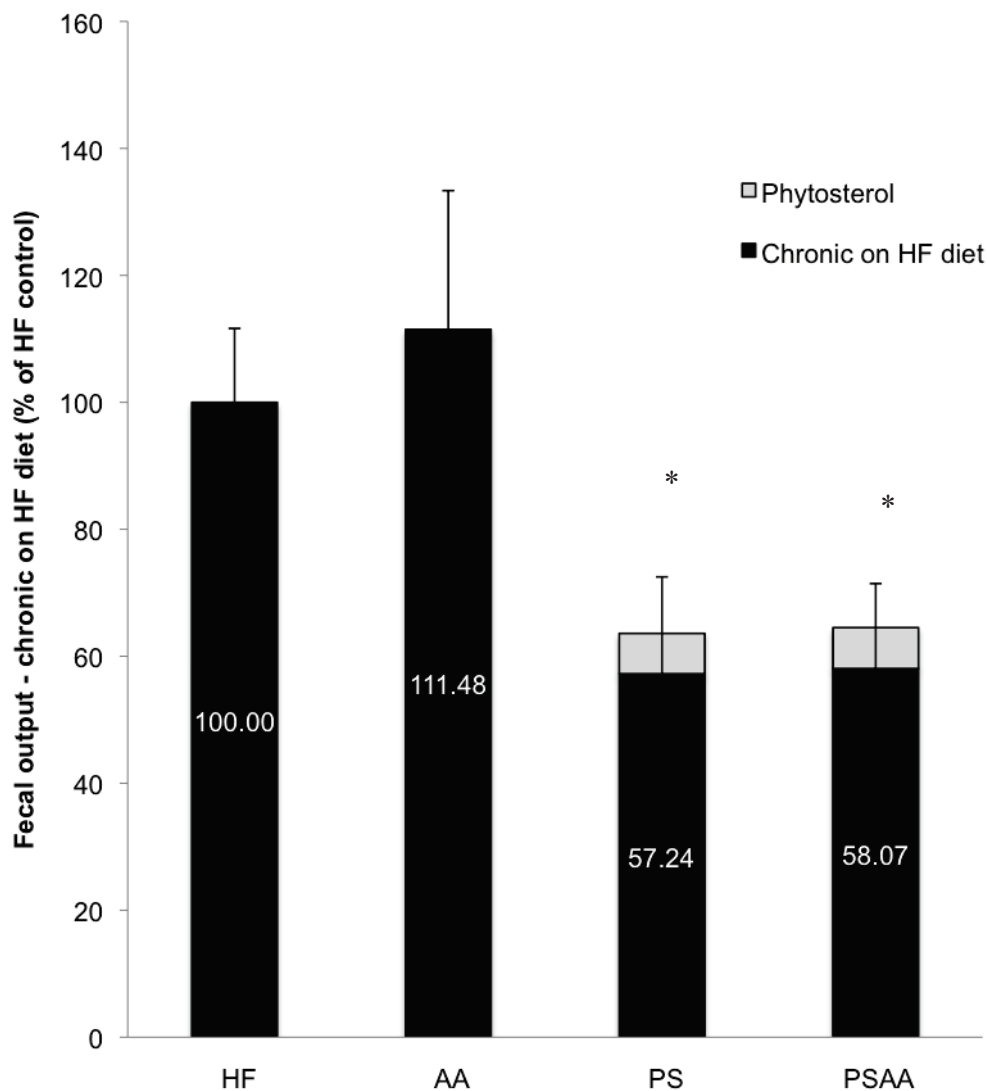 Fecal output - chronic on HF diet (% of HF control)
160
140
120
100
80
60
40
20
0
Phytosterol
Chronic on HF diet
*
*
100.00
111.48
57.24
58.07
HF
AA
PS
PSAA